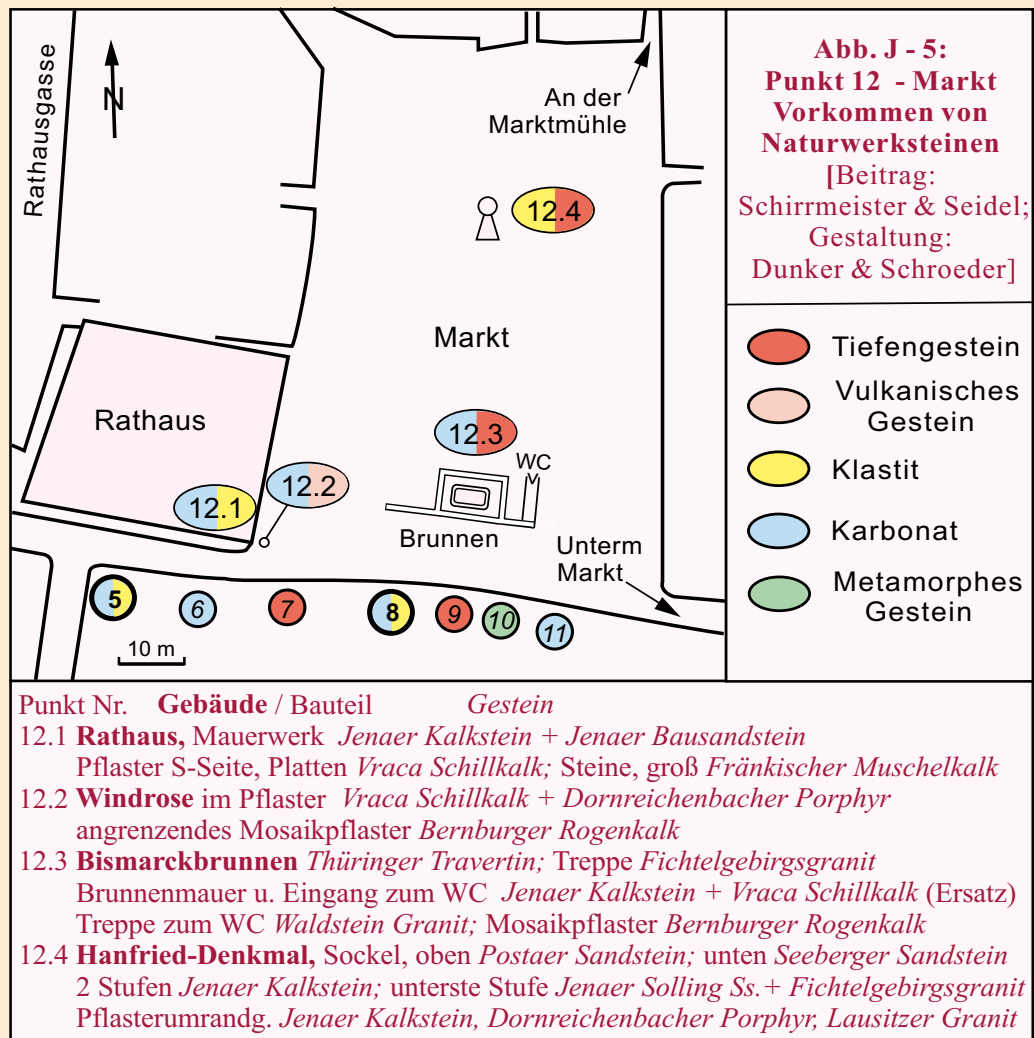 Abb. J - 5:
Punkt 12 - Markt
Vorkommen von
Naturwerksteinen
[Beitrag:
Schirrmeister & Seidel;
Gestaltung:
Dunker & Schroeder]
Tiefengestein
Vulkanisches
Gestein
Klastit
Karbonat
Metamorphes
Gestein
Rathausgasse
N
An der
Marktmühle
12.4
Markt
Rathaus
12.3
WC
12.2
12.1
Brunnen
Unterm
Markt
5
6
7
8
9
10
11
10 m
Punkt Nr. Gebäude / Bauteil Gestein
12.1 Rathaus, Mauerwerk Jenaer Kalkstein + Jenaer Bausandstein
Pflaster S-Seite, Platten Vraca Schillkalk; Steine, groß Fränkischer Muschelkalk
12.2 Windrose im Pflaster Vraca Schillkalk + Dornreichenbacher Porphyr
angrenzendes Mosaikpflaster Bernburger Rogenkalk
12.3 Bismarckbrunnen Thüringer Travertin; Treppe Fichtelgebirgsgranit
Brunnenmauer u. Eingang zum WC Jenaer Kalkstein + Vraca Schillkalk (Ersatz)
Treppe zum WC Waldstein Granit; Mosaikpflaster Bernburger Rogenkalk
12.4 Hanfried-Denkmal, Sockel, oben Postaer Sandstein; unten Seeberger Sandstein
2 Stufen Jenaer Kalkstein; unterste Stufe Jenaer Solling Ss.+ Fichtelgebirgsgranit
Pflasterumrandg. Jenaer Kalkstein, Dornreichenbacher Porphyr, Lausitzer Granit